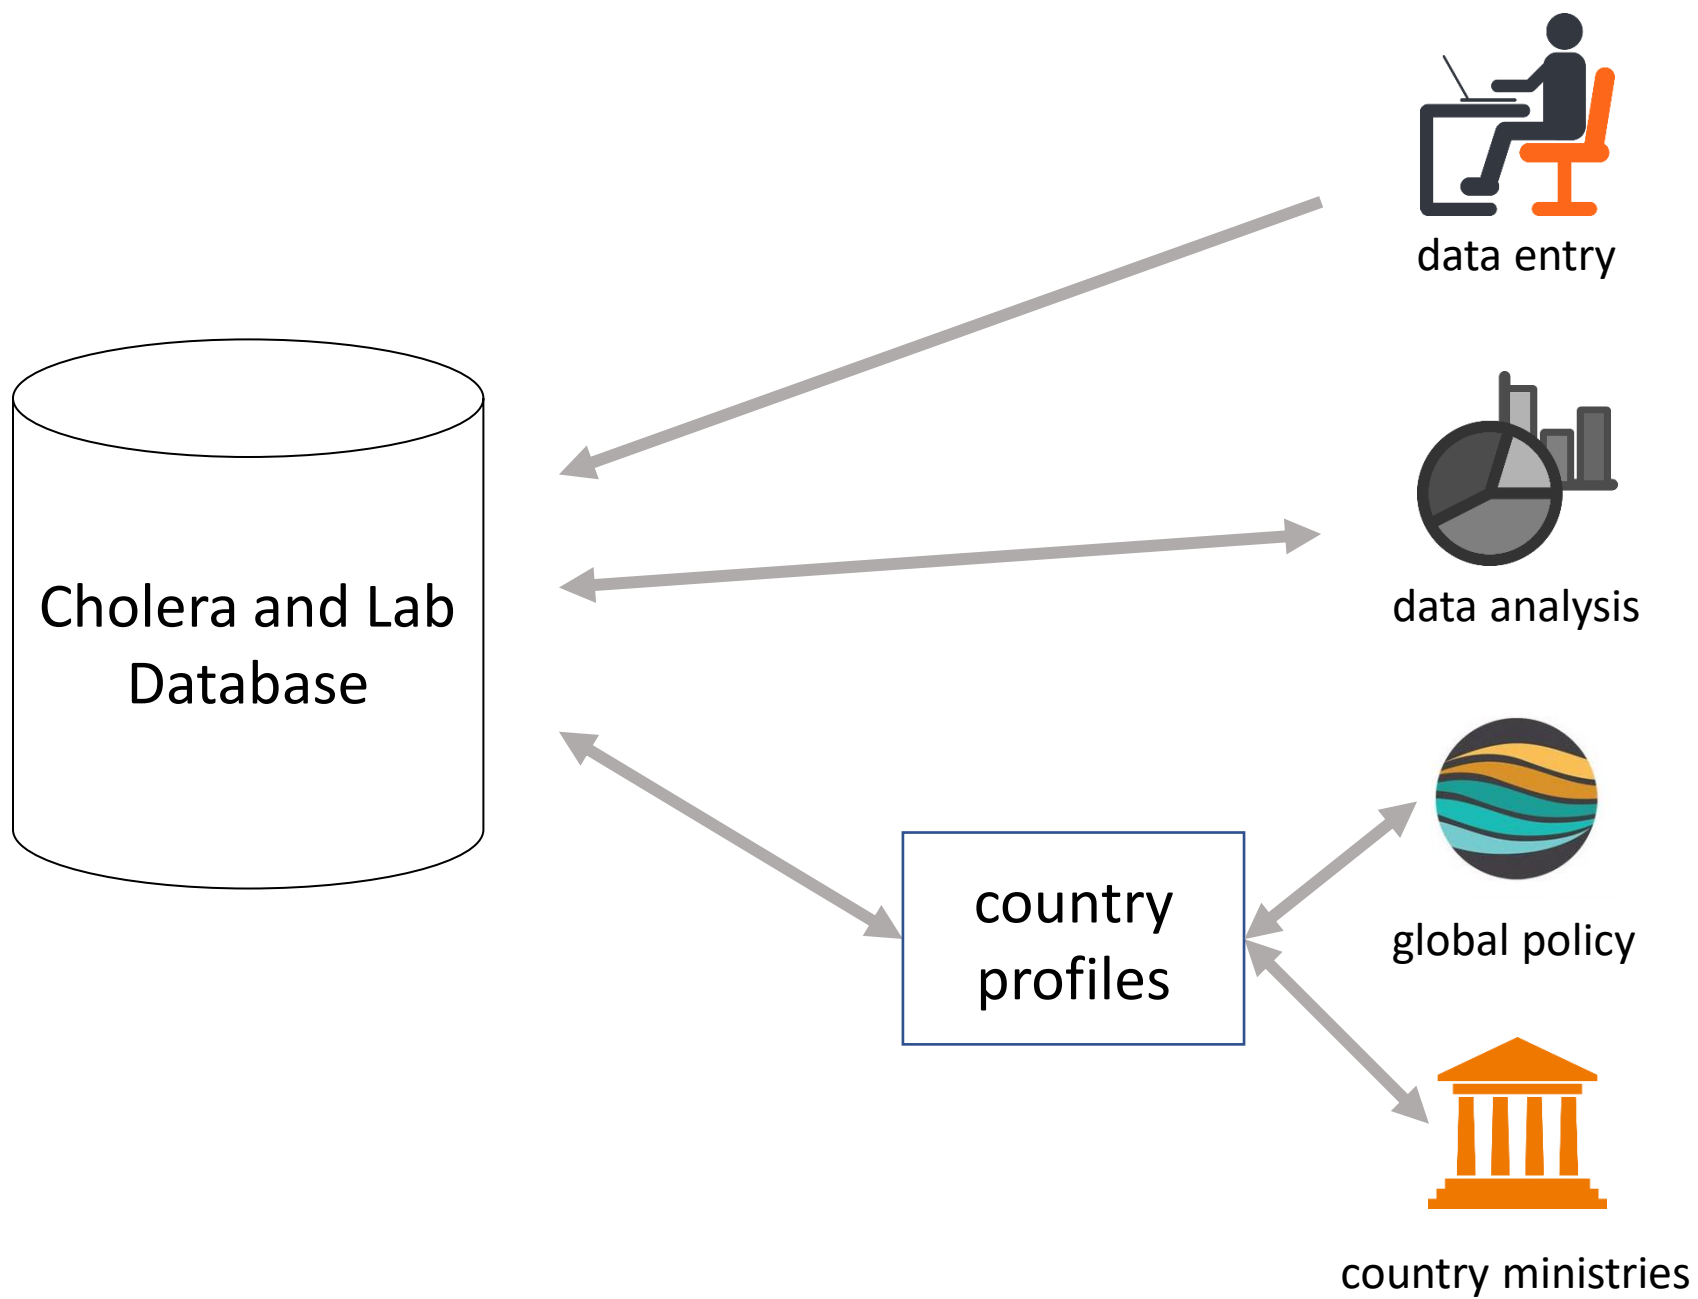 data entry
Cholera and Lab
Database
data analysis
country
profiles
global policy
country ministries